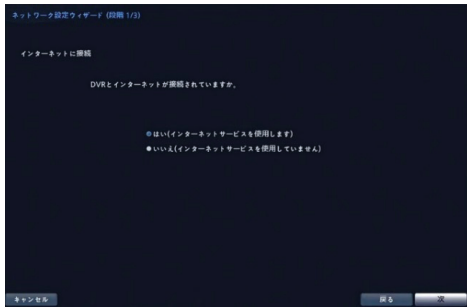 ネットワーク設定ウィザード (段階 1/3)
インターネットに接続
DVRとインターネットが接続されていますか。
はい(インターネットサービスを使用します)
いいえ(インターネットサービスを使用していません)
キャンセル
戻る
次